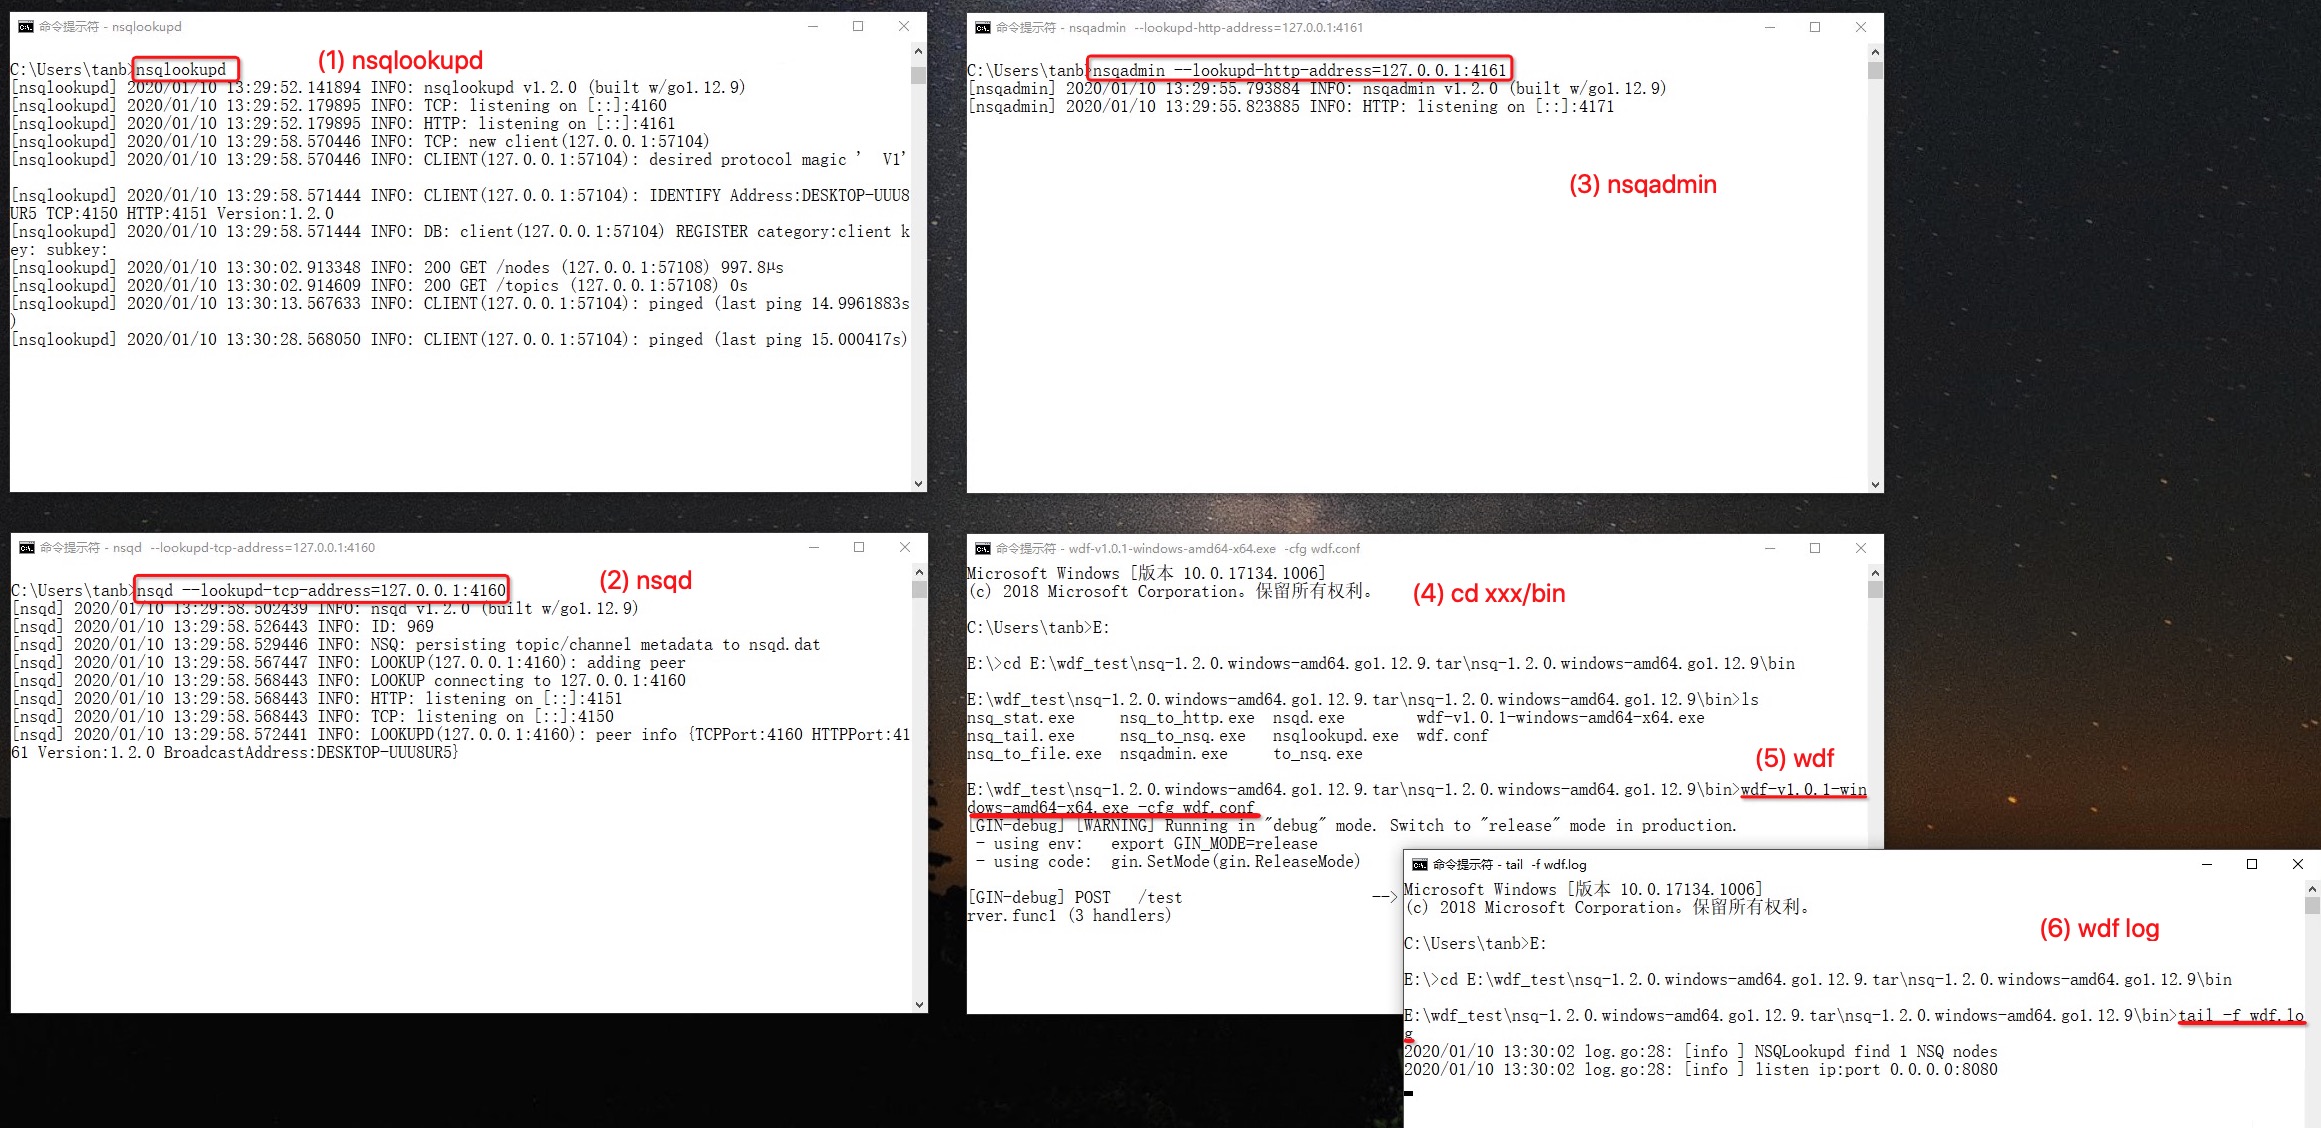 命令提示符 - nsqlookupd
(1) nsqlookupd
C:\Users\tanb>nsqlookupd
[nsqlookupd] 2020/01/10 13:29:52.141894 INFO: nsqlookupd v1.2.0 (built w/go1.12.9)
[nsqlookupd] 2020/01/10 13:29:52.179895 INFO: TCP: listening on [::]:4160
[nsqlookupd] 2020/01/10 13:29:52.179895 INFO: HTTP: listening on [::]:4161
[nsqlookupd] 2020/01/10 13:29:58.570446 INFO: TCP: new client(127.0.0.1:57104)
[nsqlookupd] 2020/01/10 13:29:58.570446 INFO: CLIENT(127.0.0.1:57104): desired protocol magic '  V1'
[nsqlookupd] 2020/01/10 13:29:58.571444 INFO: CLIENT(127.0.0.1:57104): IDENTIFY Address:DESKTOP-UUU8
UR5 TCP:4150 HTTP:4151 Version:1.2.0
[nsqlookupd] 2020/01/10 13:29:58.571444 INFO: DB: client(127.0.0.1:57104) REGISTER category:client k
ey: subkey:
[nsqlookupd] 2020/01/10 13:30:02.913348 INFO: 200 GET /nodes (127.0.0.1:57108) 997.8μs
[nsqlookupd] 2020/01/10 13:30:02.914609 INFO: 200 GET /topics (127.0.0.1:57108) 0s
[nsqlookupd] 2020/01/10 13:30:13.567633 INFO: CLIENT(127.0.0.1:57104): pinged (last ping 14.9961883s
)
[nsqlookupd] 2020/01/10 13:30:28.568050 INFO: CLIENT(127.0.0.1:57104): pinged (last ping 15.000417s)
命令提示符 - nsqadmin  --lookupd-http-address=127.0.0.1:4161
C:\Users\tanb>nsqadmin --lookupd-http-address=127.0.0.1:4161
[nsqadmin] 2020/01/10 13:29:55.793884 INFO: nsqadmin v1.2.0 (built w/go1.12.9)
[nsqadmin] 2020/01/10 13:29:55.823885 INFO: HTTP: listening on [::]:4171
(3) nsqadmin
命令提示符 - nsqd  --lookupd-tcp-address=127.0.0.1:4160
(2) nsqd
C:\Users\tanb>nsqd --lookupd-tcp-address=127.0.0.1:4160
[nsqd] 2020/01/10 13:29:58.502439 INFO: nsqd v1.2.0 (built w/go1.12.9)
[nsqd] 2020/01/10 13:29:58.526443 INFO: ID: 969
[nsqd] 2020/01/10 13:29:58.529446 INFO: NSQ: persisting topic/channel metadata to nsqd.dat
[nsqd] 2020/01/10 13:29:58.567447 INFO: LOOKUP(127.0.0.1:4160): adding peer
[nsqd] 2020/01/10 13:29:58.568443 INFO: LOOKUP connecting to 127.0.0.1:4160
[nsqd] 2020/01/10 13:29:58.568443 INFO: HTTP: listening on [::]:4151
[nsqd] 2020/01/10 13:29:58.568443 INFO: TCP: listening on [::]:4150
[nsqd] 2020/01/10 13:29:58.572441 INFO: LOOKUPD(127.0.0.1:4160): peer info {TCPPort:4160 HTTPPort:41
61 Version:1.2.0 BroadcastAddress:DESKTOP-UUU8UR5}
命令提示符 - wdf-v1.0.1-windows-amd64-x64.exe  -cfg wdf.conf
Microsoft Windows [版本 10.0.17134.1006]
(c) 2018 Microsoft Corporation。保留所有权利。
(4) cd xxx/bin
C:\Users\tanb>E:
E:\>cd E:\wdf_test\nsq-1.2.0.windows-amd64.go1.12.9.tar\nsq-1.2.0.windows-amd64.go1.12.9\bin
E:\wdf_test\nsq-1.2.0.windows-amd64.go1.12.9.tar\nsq-1.2.0.windows-amd64.go1.12.9\bin>ls
nsq_stat.exe     nsq_to_http.exe  nsqd.exe        wdf-v1.0.1-windows-amd64-x64.exe
nsq_tail.exe     nsq_to_nsq.exe   nsqlookupd.exe  wdf.conf
nsq_to_file.exe  nsqadmin.exe     to_nsq.exe
(5) wdf
E:\wdf_test\nsq-1.2.0.windows-amd64.go1.12.9.tar\nsq-1.2.0.windows-amd64.go1.12.9\bin>wdf-v1.0.1-win
dows-amd64-x64.exe -cfg wdf.conf
[GIN-debug] [WARNING] Running in "debug" mode. Switch to "release" mode in production.
- using env:   export GIN_MODE=release
- using code:  gin.SetMode(gin.ReleaseMode)
[GIN-debug] POST   /test                     -->
rver.func1 (3 handlers)
命令提示符 - tail  -f wdf.log
Microsoft Windows [版本 10.0.17134.1006]
(c) 2018 Microsoft Corporation。保留所有权利。
(6) wdf log
C:\Users\tanb>E:
E:\>cd E:\wdf_test\nsq-1.2.0.windows-amd64.go1.12.9.tar\nsq-1.2.0.windows-amd64.go1.12.9\bin
E:\wdf_test\nsq-1.2.0.windows-amd64.go1.12.9.tar\nsq-1.2.0.windows-amd64.go1.12.9\bin>tail -f wdf.lo
g
2020/01/10 13:30:02 log.go:28: [info ] NSQLookupd find 1 NSQ nodes
2020/01/10 13:30:02 log.go:28: [info ] listen ip:port 0.0.0.0:8080